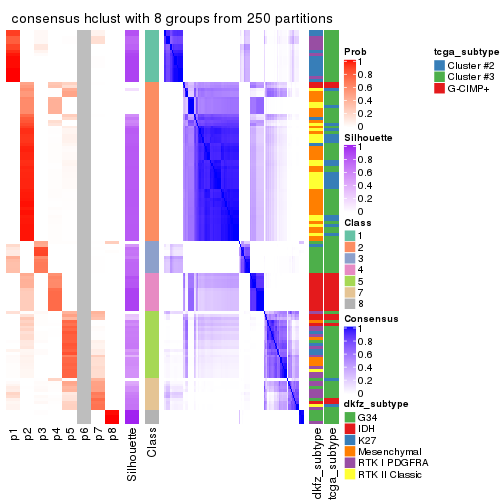 consensus hclust with 8 groups from 250 partitions
Prob
1
0.8
0.6
0.4
0.2
0
Silhouette
1
0.8
0.6
0.4
0.2
0
Class
1
2
3
4
5
7
8
Consensus
1
0.8
0.6
0.4
0.2
0
dkfz_subtype
G34
IDH
K27
Mesenchymal
RTK I PDGFRA
RTK II Classic
tcga_subtype
Cluster #2
Cluster #3
G-CIMP+
p1
p2
p3
p4
p5
p6
p7
p8
Silhouette
Class
dkfz_subtype
tcga_subtype